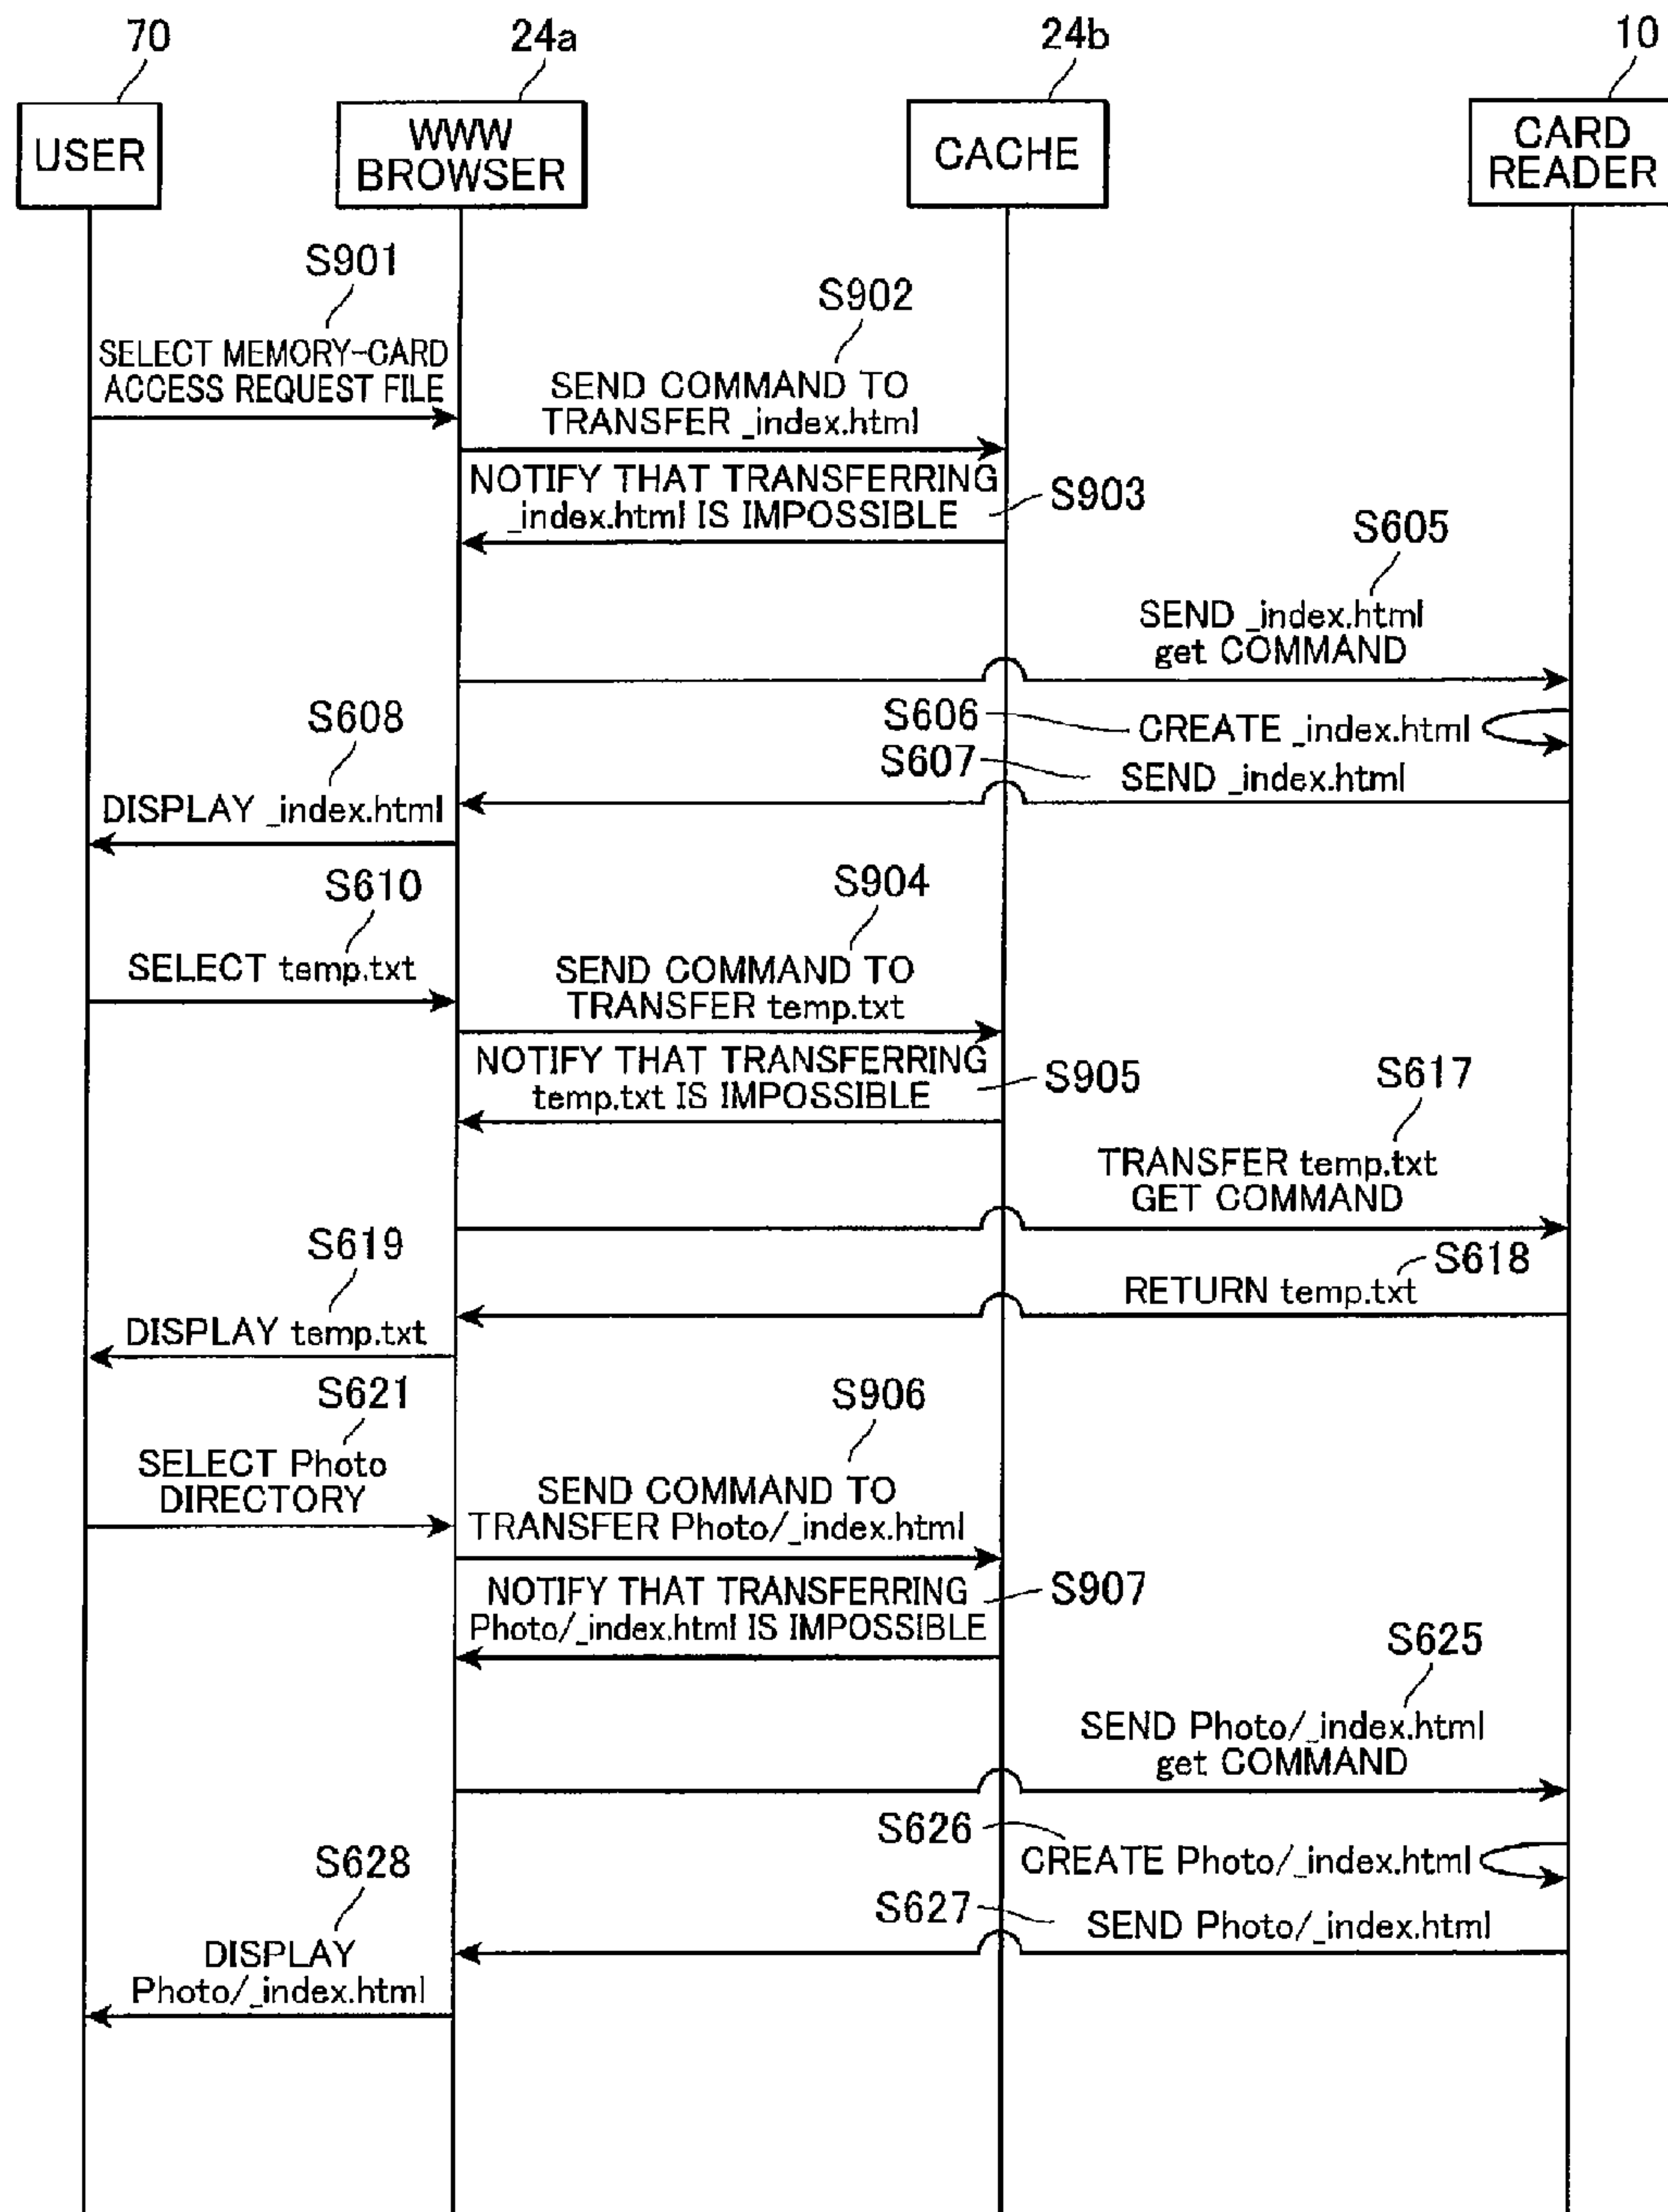 70
24a
24b
10
USER
WWW
BROWSER
CACHE
CARD
READER
S901
SELECT MEMORY-CARD
ACCESS REQUEST FILE
S902
SEND COMMAND TO
TRANSFER _index.html
NOTIFY THAT TRANSFERRING
_index.html IS IMPOSSIBLE
S903
S605
SEND _index.html
get COMMAND
S606
CREATE _index.html
S607
SEND _index.html
S608
DISPLAY _index.html
S610
SELECT temp.txt
S904
SEND COMMAND TO
TRANSFER temp.txt
NOTIFY THAT TRANSFERRING
temp.txt IS IMPOSSIBLE
S905
S617
TRANSFER temp.txt
GET COMMAND
S618
RETURN temp.txt
S619
DISPLAY temp.txt
S621
SELECT Photo
DIRECTORY
S906
SEND COMMAND TO
TRANSFER Photo/_index.html
NOTIFY THAT TRANSFERRING
Photo/_index.html IS IMPOSSIBLE
S907
S625
SEND Photo/_index.html
get COMMAND
S626
CREATE Photo/_index.html
S627
SEND Photo/_index.html
S628
DISPLAY
Photo/_index.html